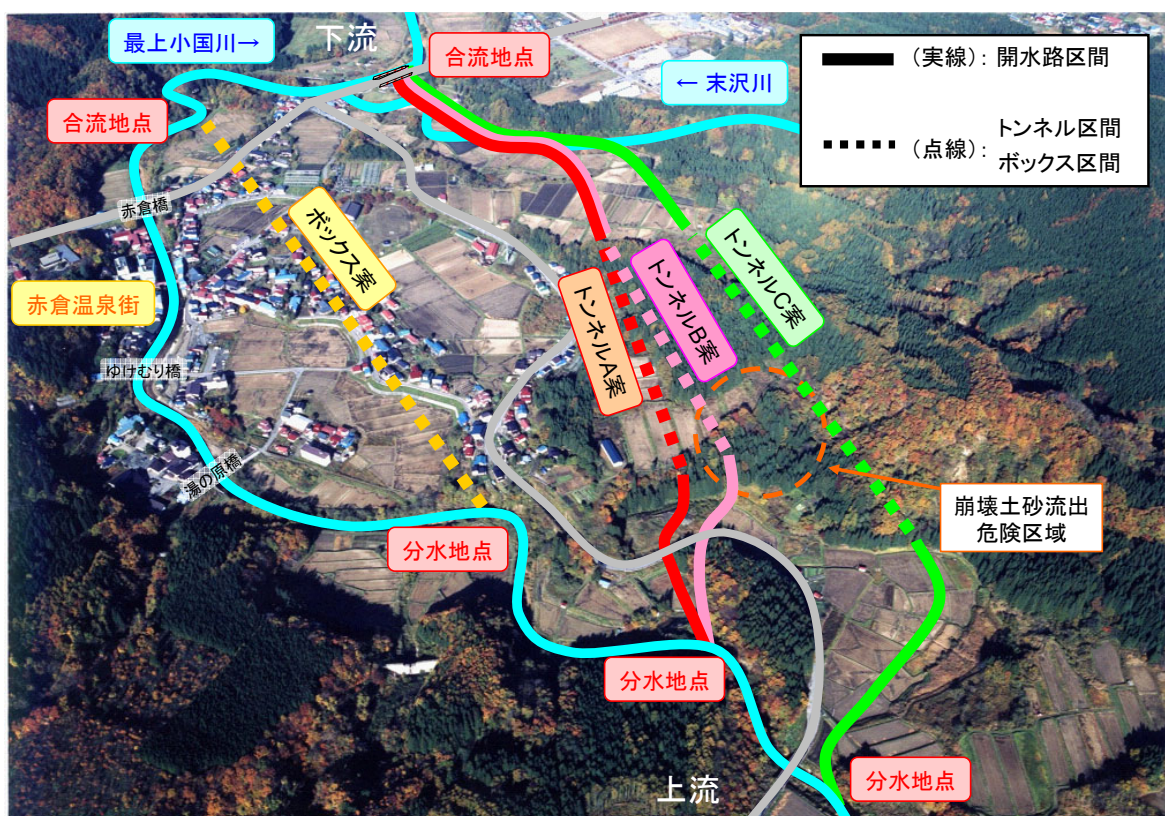 最上小国川→
下流
合流地点
← 末沢川
(実線): 開水路区間
(点線): トンネル区間
ボックス区間
合流地点
赤倉橋
ボックス案
トンネルC案
トンネルB案
トンネルA案
赤倉温泉街
ゆけむり橋
湯の原橋
崩壊土砂流出
危険区域
分水地点
分水地点
上流
分水地点